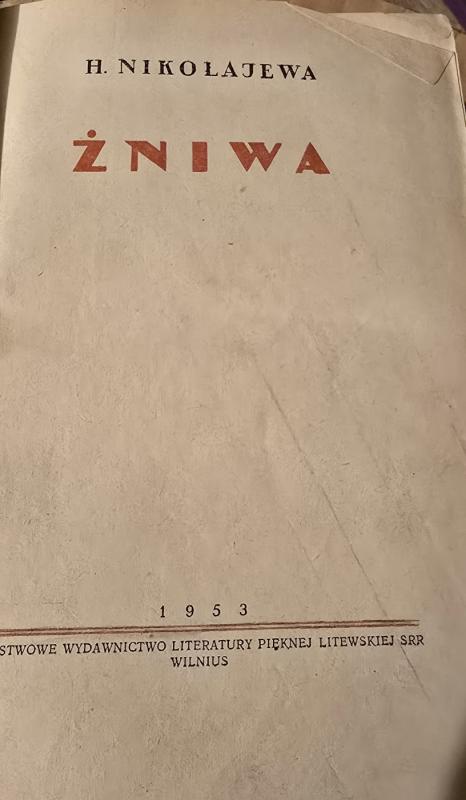 H. NIKOŁAJEWA
ŻNIWA
1953
STWOWE WYDAWNICTWO LITERATURY PIĘKNEJ LITEWSKIEJ SRR
WILNIUS